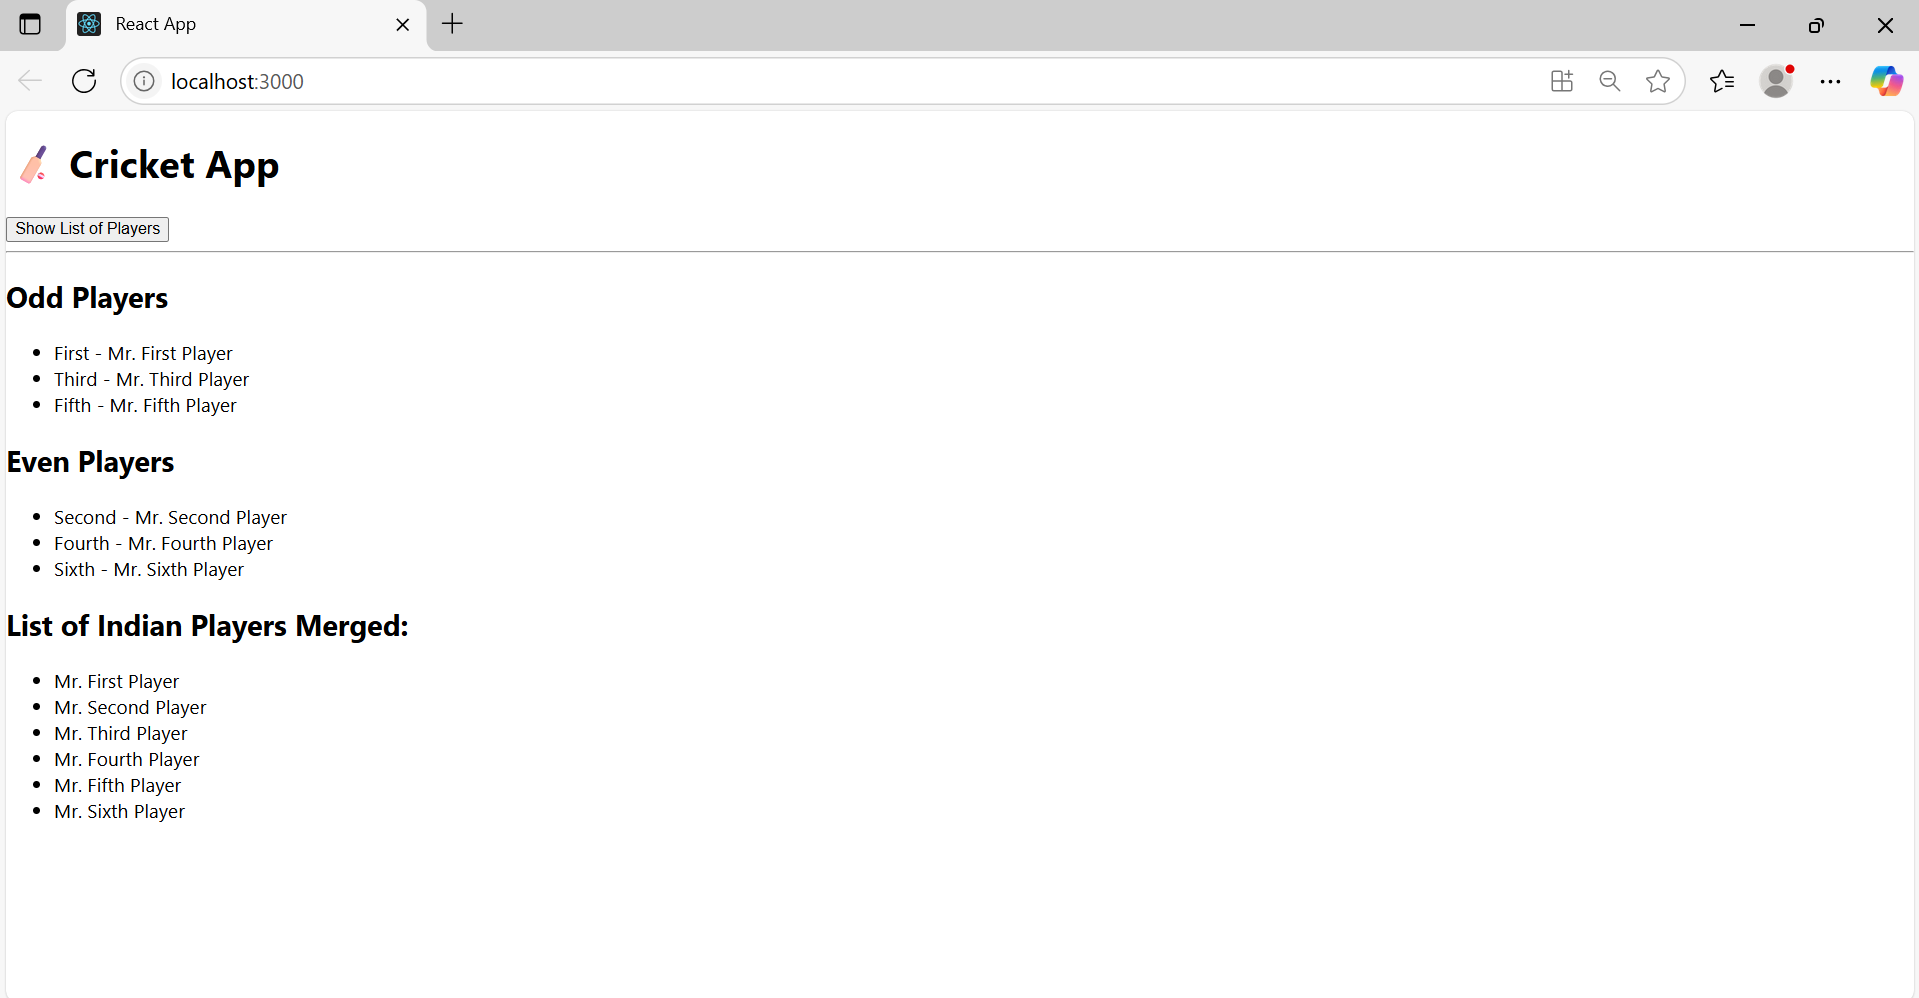 React App
localhost:3000
🏏 Cricket App
Show List of Players
Odd Players
• First - Mr. First Player
• Third - Mr. Third Player
• Fifth - Mr. Fifth Player
Even Players
• Second - Mr. Second Player
• Fourth - Mr. Fourth Player
• Sixth - Mr. Sixth Player
List of Indian Players Merged:
• Mr. First Player
• Mr. Second Player
• Mr. Third Player
• Mr. Fourth Player
• Mr. Fifth Player
• Mr. Sixth Player